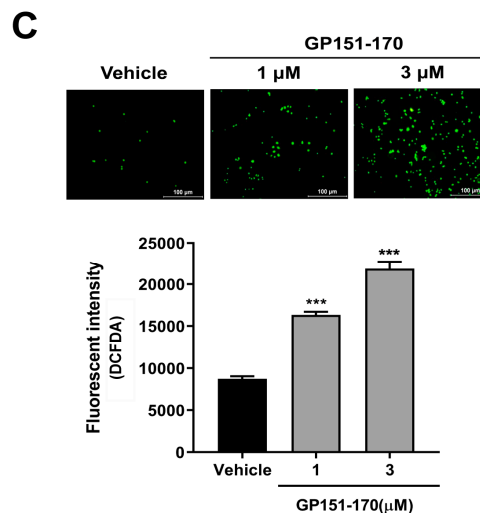 C
GP151-170
Vehicle 1 μM 3 μM
100 μm 100 μm 100 μm
Fluorescent intensity
(DCFDA)
25000
20000
15000
10000
5000
0
***
***
Vehicle 1 3
GP151-170(μM)